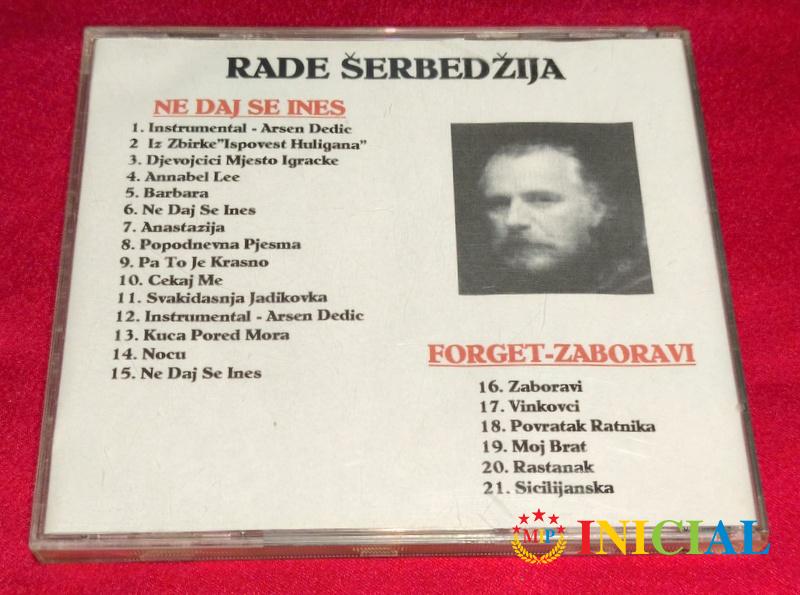 RADE ŠERBEDŽIJA
NE DAJ SE INES
1. Instrumental - Arsen Dedic
2 Iz Zbirke"Ispovest Huligana"
3. Djevojcici Mjesto Igracke
4. Annabel Lee
5. Barbara
6. Ne Daj Se Ines
7. Anastazija
8. Popodnevna Pjesma
9. Pa To Je Krasno
10. Cekaj Me
11. Svakidasnja Jadikovka
12. Instrumental - Arsen Dedic
13. Kuca Pored Mora
14. Nocu
15. Ne Daj Se Ines
FORGET-ZABORAVI
16. Zaboravi
17. Vinkovci
18. Povratak Ratnika
19. Moj Brat
20. Rastanak
21. Sicilijanska
MP INICIAL